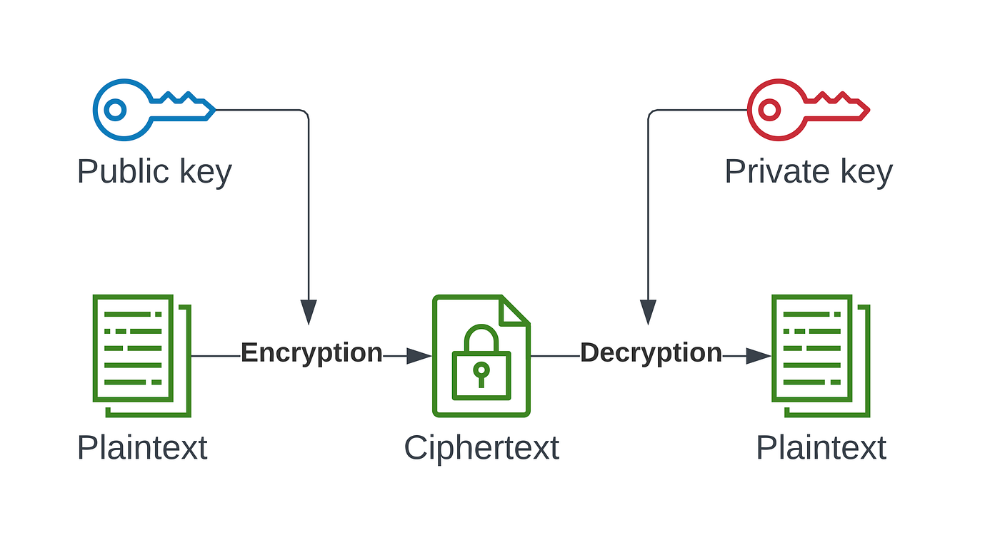 Public key
Private key
Encryption
Decryption
Plaintext
Ciphertext
Plaintext